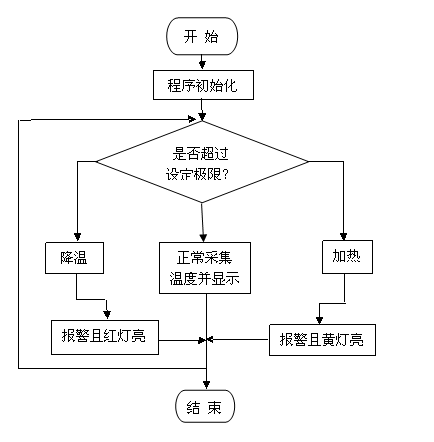 开 始
程序初始化
是否超过
设定极限?
降温
正常采集
温度并显示
加热
报警且红灯亮
报警且黄灯亮
结 束